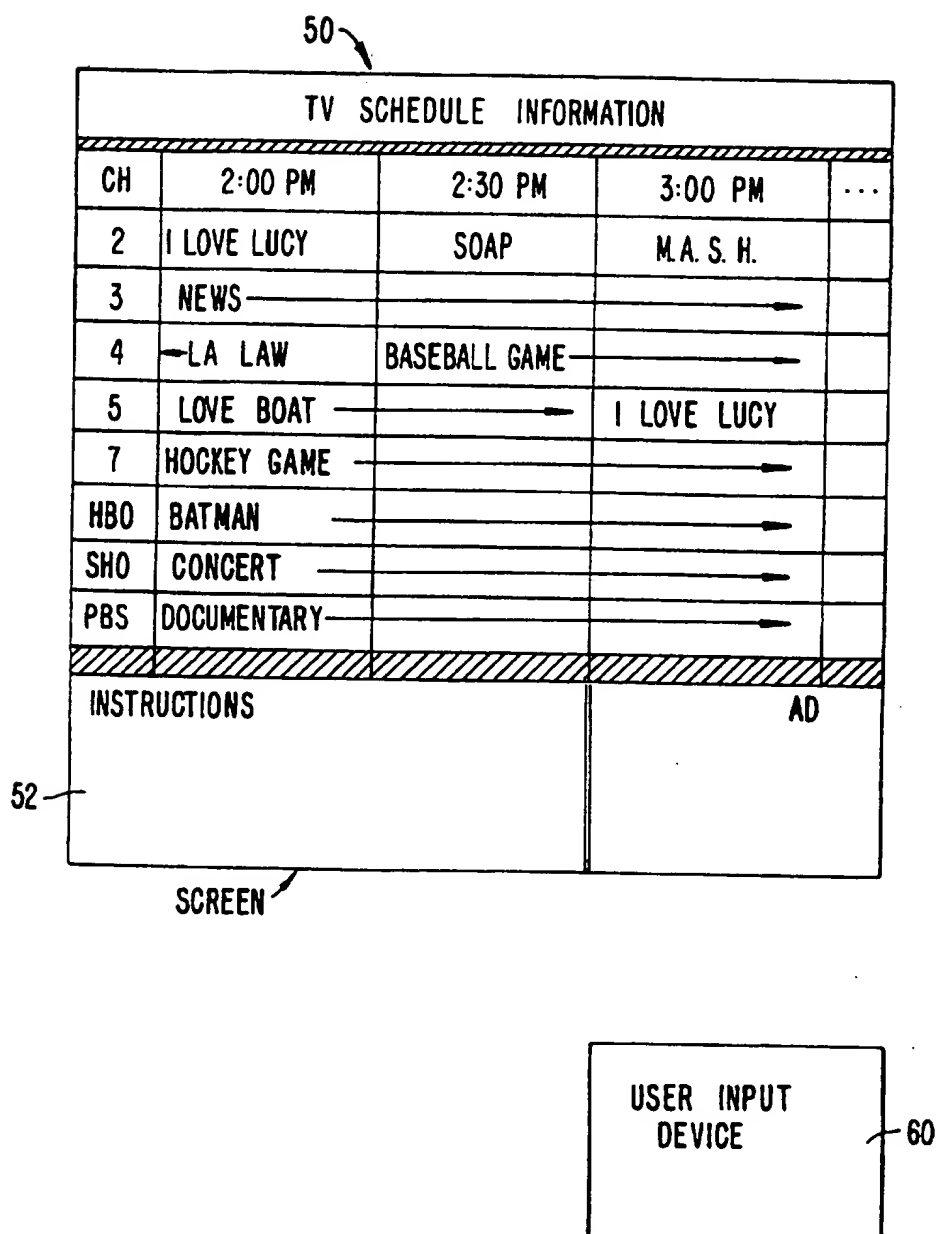 50
TV SCHEDULE INFORMATION
CH 2:00 PM 2:30 PM 3:00 PM ...
2 I LOVE LUCY SOAP M.A.S.H.
3 NEWS
4 LA LAW BASEBALL GAME
5 LOVE BOAT I LOVE LUCY
7 HOCKEY GAME
HBO BATMAN
SHO CONCERT
PBS DOCUMENTARY
INSTRUCTIONS AD
52
SCREEN
USER INPUT
DEVICE
60